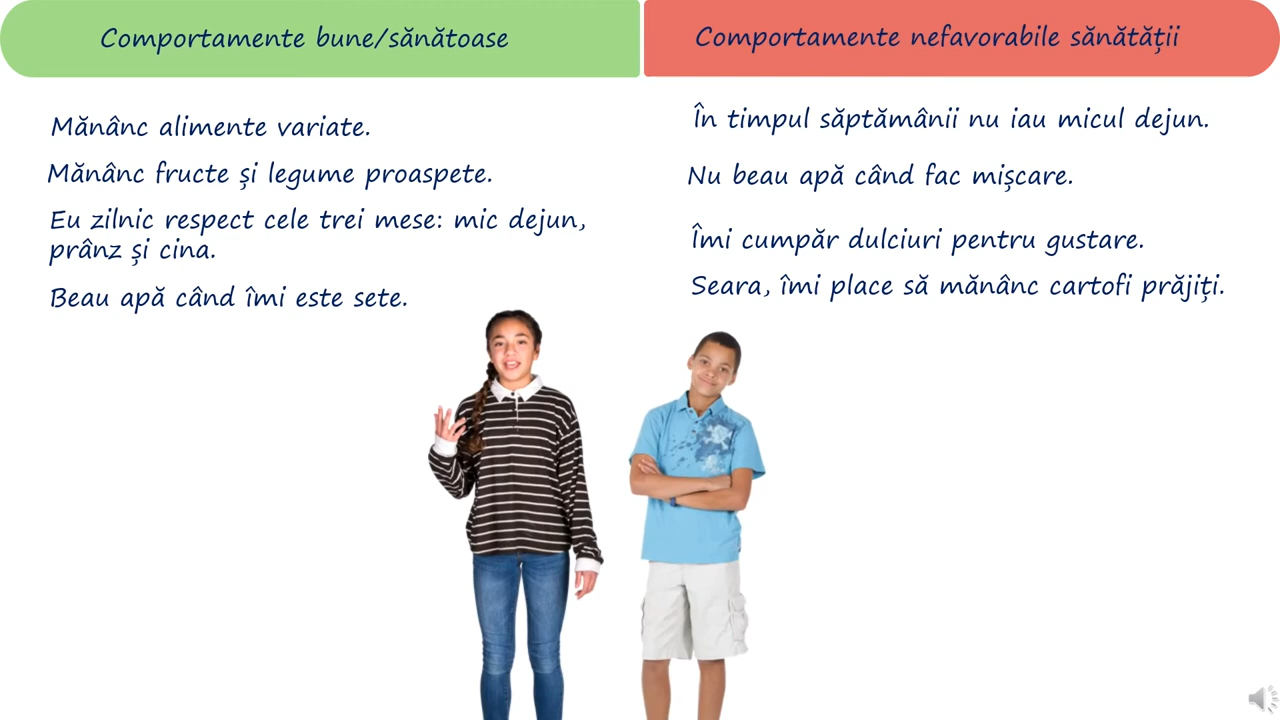 Comportamente bune/sănătoase
Mănânc alimente variate.
Mănânc fructe și legume proaspete.
Eu zilnic respect cele trei mese: mic dejun,
prânz și cina.
Beau apă când îmi este sete.
Comportamente nefavorabile sănătății
În timpul săptămânii nu iau micul dejun.
Nu beau apă când fac mișcare.
Îmi cumpăr dulciuri pentru gustare.
Seara, îmi place să mănânc cartofi prăjiți.